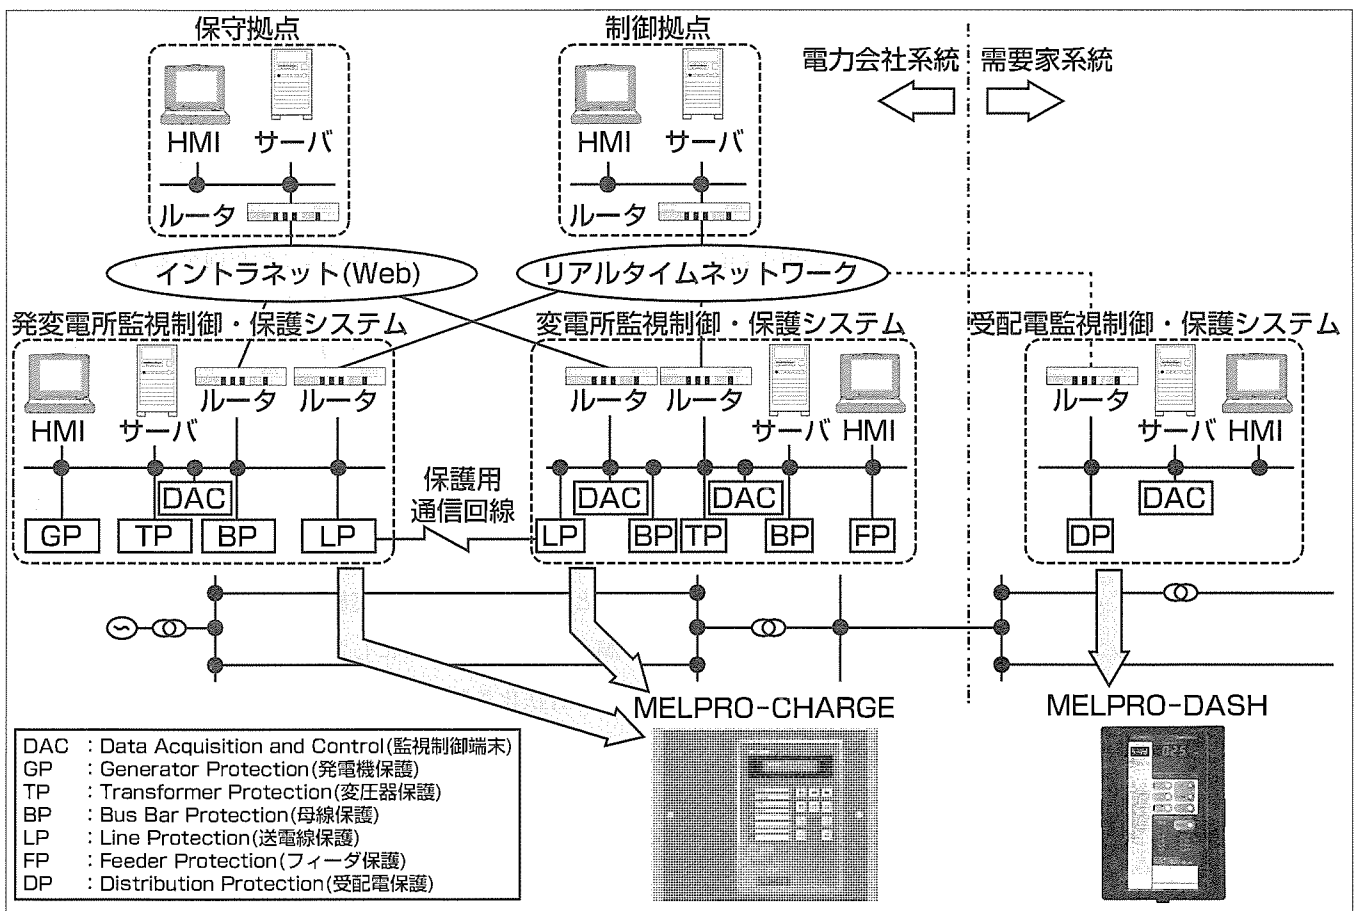 保守拠点
HMI
サーバ
ルータ
制御拠点
HMI
サーバ
ルータ
電力会社系統
需要家系統
イントラネット(Web)
リアルタイムネットワーク
発変電所監視制御・保護システム
HMI
サーバ
ルータ
ルータ
DAC
GP
TP
BP
LP
保護用
通信回線
変電所監視制御・保護システム
ルータ
ルータ
サーバ
HMI
DAC
DAC
LP
BP
TP
BP
FP
受配電監視制御・保護システム
ルータ
サーバ
HMI
DAC
DP
MELPRO-CHARGE
MELPRO-DASH
DAC : Data Acquisition and Control(監視制御端末)
GP : Generator Protection(発電機保護)
TP : Transformer Protection(変圧器保護)
BP : Bus Bar Protection(母線保護)
LP : Line Protection(送電線保護)
FP : Feeder Protection(フィーダ保護)
DP : Distribution Protection(受配電保護)